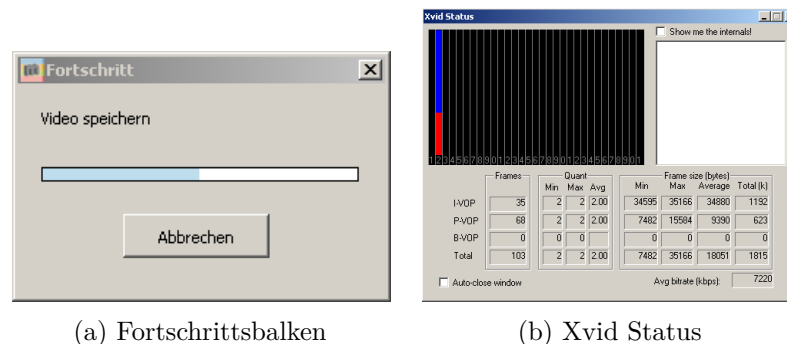 Fortschritt
Video speichern
Abbrechen
(a) Fortschrittsbalken
Xvid Status
Show me the internals!
1 2 3 4 5 6 7 8 9 0 1 2 3 4 5 6 7 8 9 0 1 2 3 4 5 6 7 8 9 0 1
Frames Quant Frame size (bytes)
Min Max Avg Min Max Average Total (k)
I-VOP 35 2 2 2.00 34595 35166 34880 1192
P-VOP 68 2 2 2.00 7482 15584 9390 623
B-VOP 0 0 0 0 0 0 0
Total 103 2 2 2.00 7482 35166 18051 1815
Auto-close window Avg bitrate (kbps): 7220
(b) Xvid Status